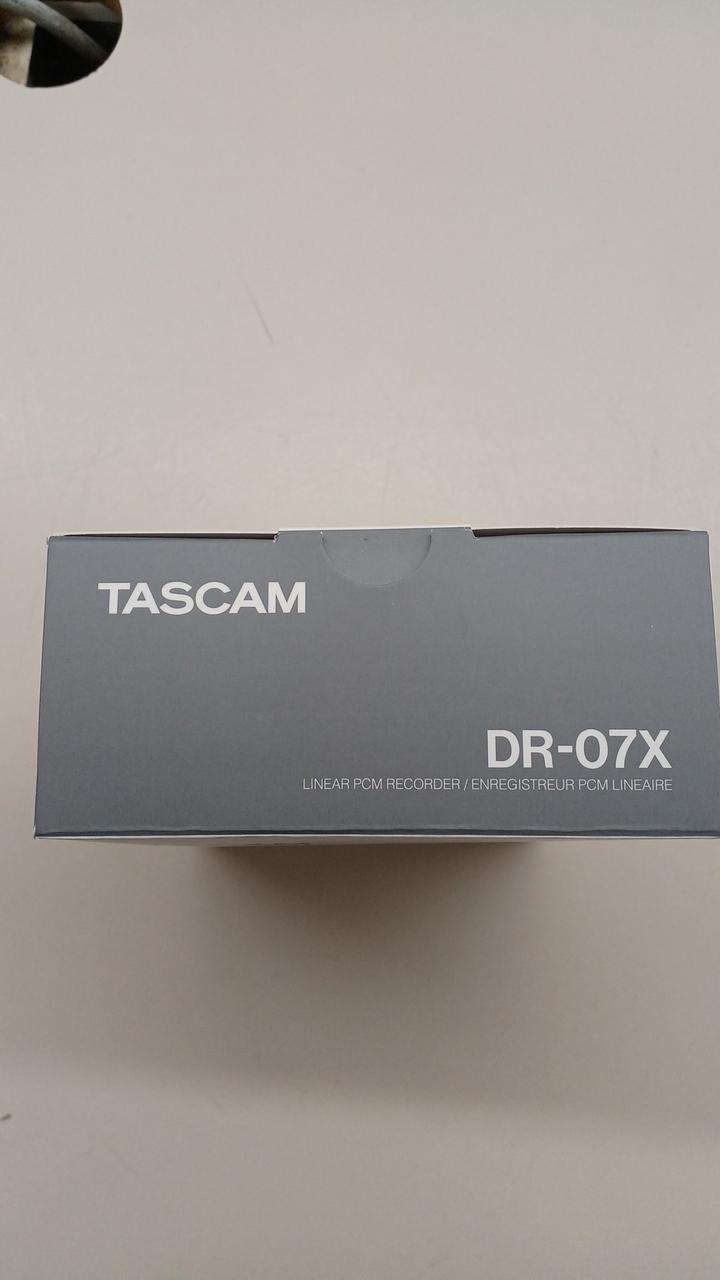 TASCAM
DR-07X
LINEAR PCM RECORDER / ENREGISTREUR PCM LINEAIRE